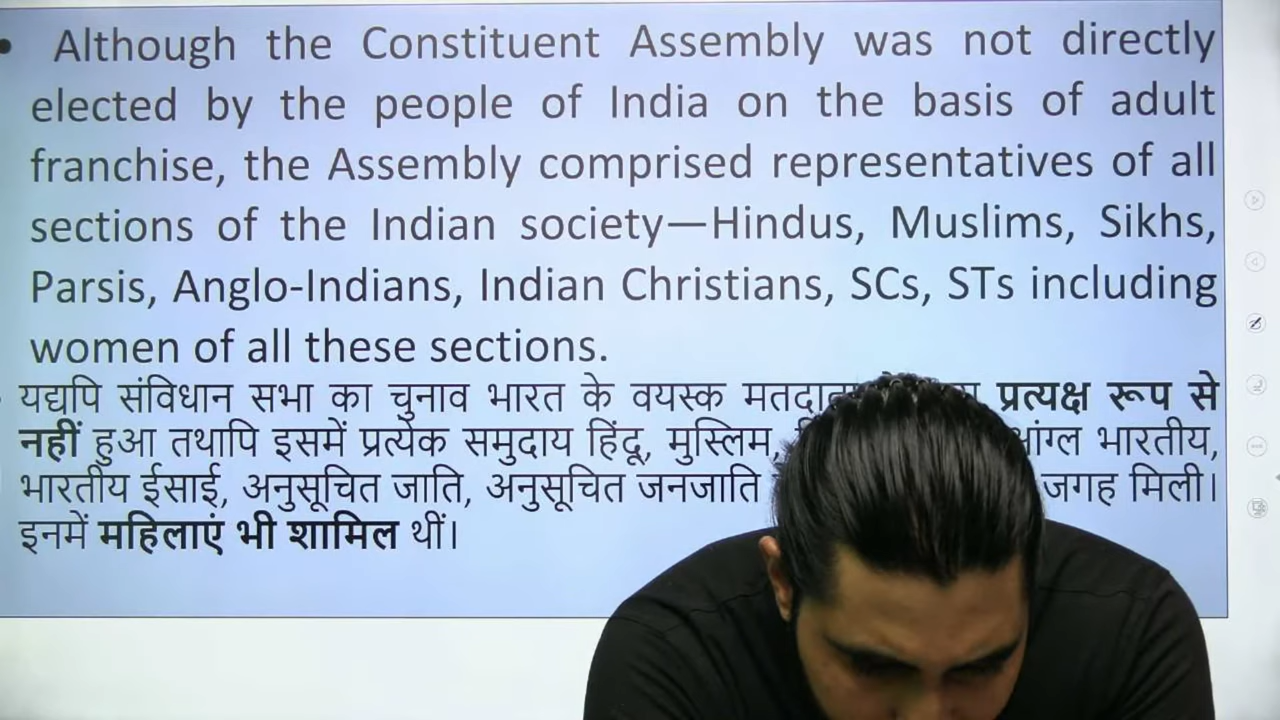 • Although the Constituent Assembly was not directly
elected by the people of India on the basis of adult
franchise, the Assembly comprised representatives of all
sections of the Indian society—Hindus, Muslims, Sikhs,
Parsis, Anglo-Indians, Indian Christians, SCs, STs including
women of all these sections.
यद्यपि संविधान सभा का चुनाव भारत के वयस्क प्रत्यक्ष रूप से
नहीं हुआ तथापि इसमें प्रत्येक समुदाय हिंदू, मुस्लिम, आंग्ल भारतीय,
भारतीय ईसाई, अनुसूचित जाति, अनुसूचित जनजाति जगह मिली।
इनमें महिलाएं भी शामिल थीं।